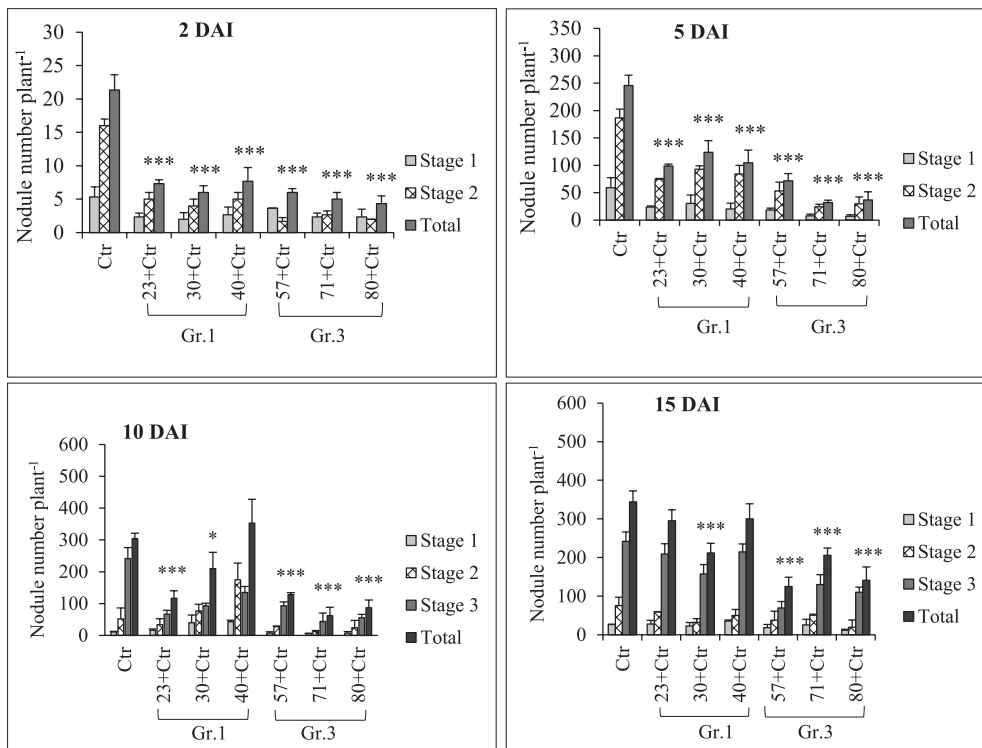 2 DAI
Nodule number plant-1
30
25
20
15
10
5
0
***
***
***
***
***
***
Stage 1
Stage 2
Total
Ctr
23+Ctr
30+Ctr
40+Ctr
57+Ctr
71+Ctr
80+Ctr
Gr.1
Gr.3
5 DAI
Nodule number plant-1
350
300
250
200
150
100
50
0
***
***
***
***
***
***
Stage 1
Stage 2
Total
Ctr
23+Ctr
30+Ctr
40+Ctr
57+Ctr
71+Ctr
80+Ctr
Gr.1
Gr.3
10 DAI
Nodule number plant-1
600
500
400
300
200
100
0
***
*
***
***
***
Stage 1
Stage 2
Stage 3
Total
Ctr
23+Ctr
30+Ctr
40+Ctr
57+Ctr
71+Ctr
80+Ctr
Gr.1
Gr.3
15 DAI
Nodule number plant-1
600
500
400
300
200
100
0
***
***
***
***
Stage 1
Stage 2
Stage 3
Total
Ctr
23+Ctr
30+Ctr
40+Ctr
57+Ctr
71+Ctr
80+Ctr
Gr.1
Gr.3